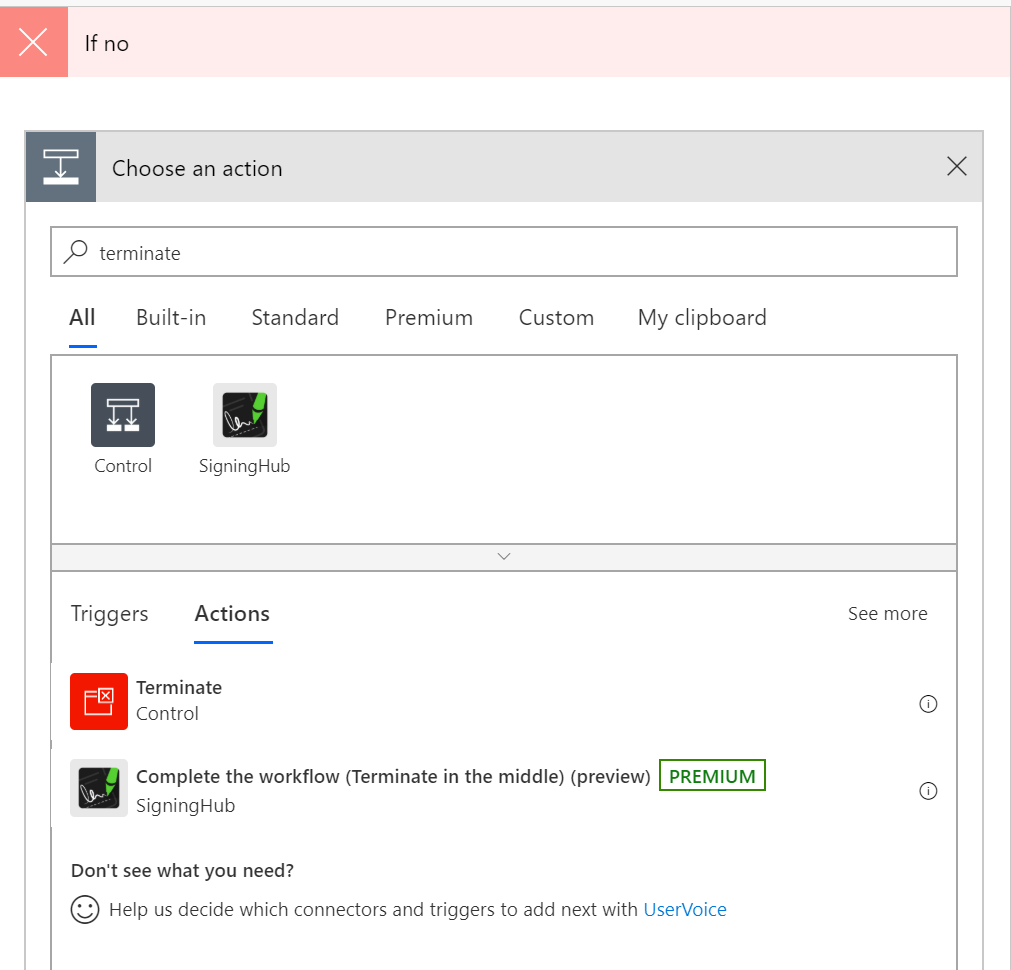 If no
Choose an action
terminate
All Built-in Standard Premium Custom My clipboard
Control SigningHub
Triggers Actions See more
Terminate
Control
Complete the workflow (Terminate in the middle) (preview) PREMIUM
SigningHub
Don't see what you need?
Help us decide which connectors and triggers to add next with UserVoice